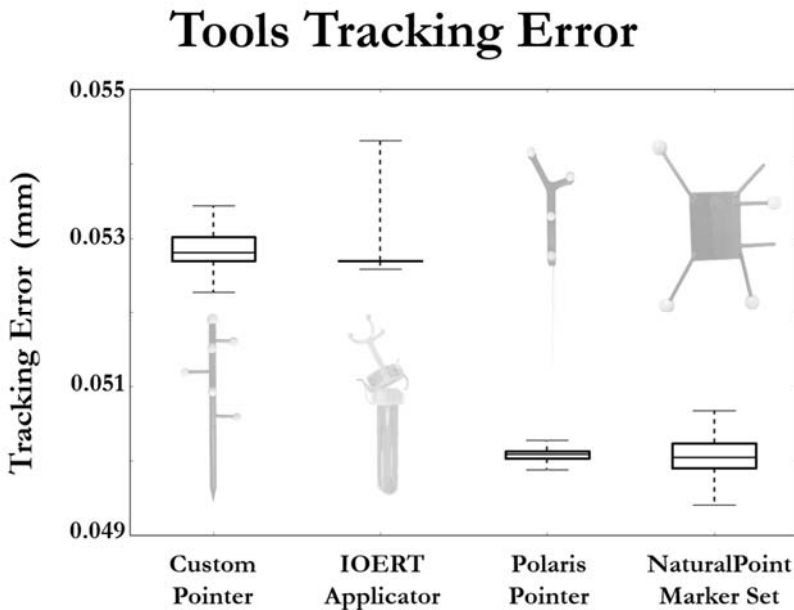 Tools Tracking Error
0.055
0.053
0.051
0.049
Tracking Error (mm)
Custom Pointer
IOERT Applicator
Polaris Pointer
NaturalPoint Marker Set